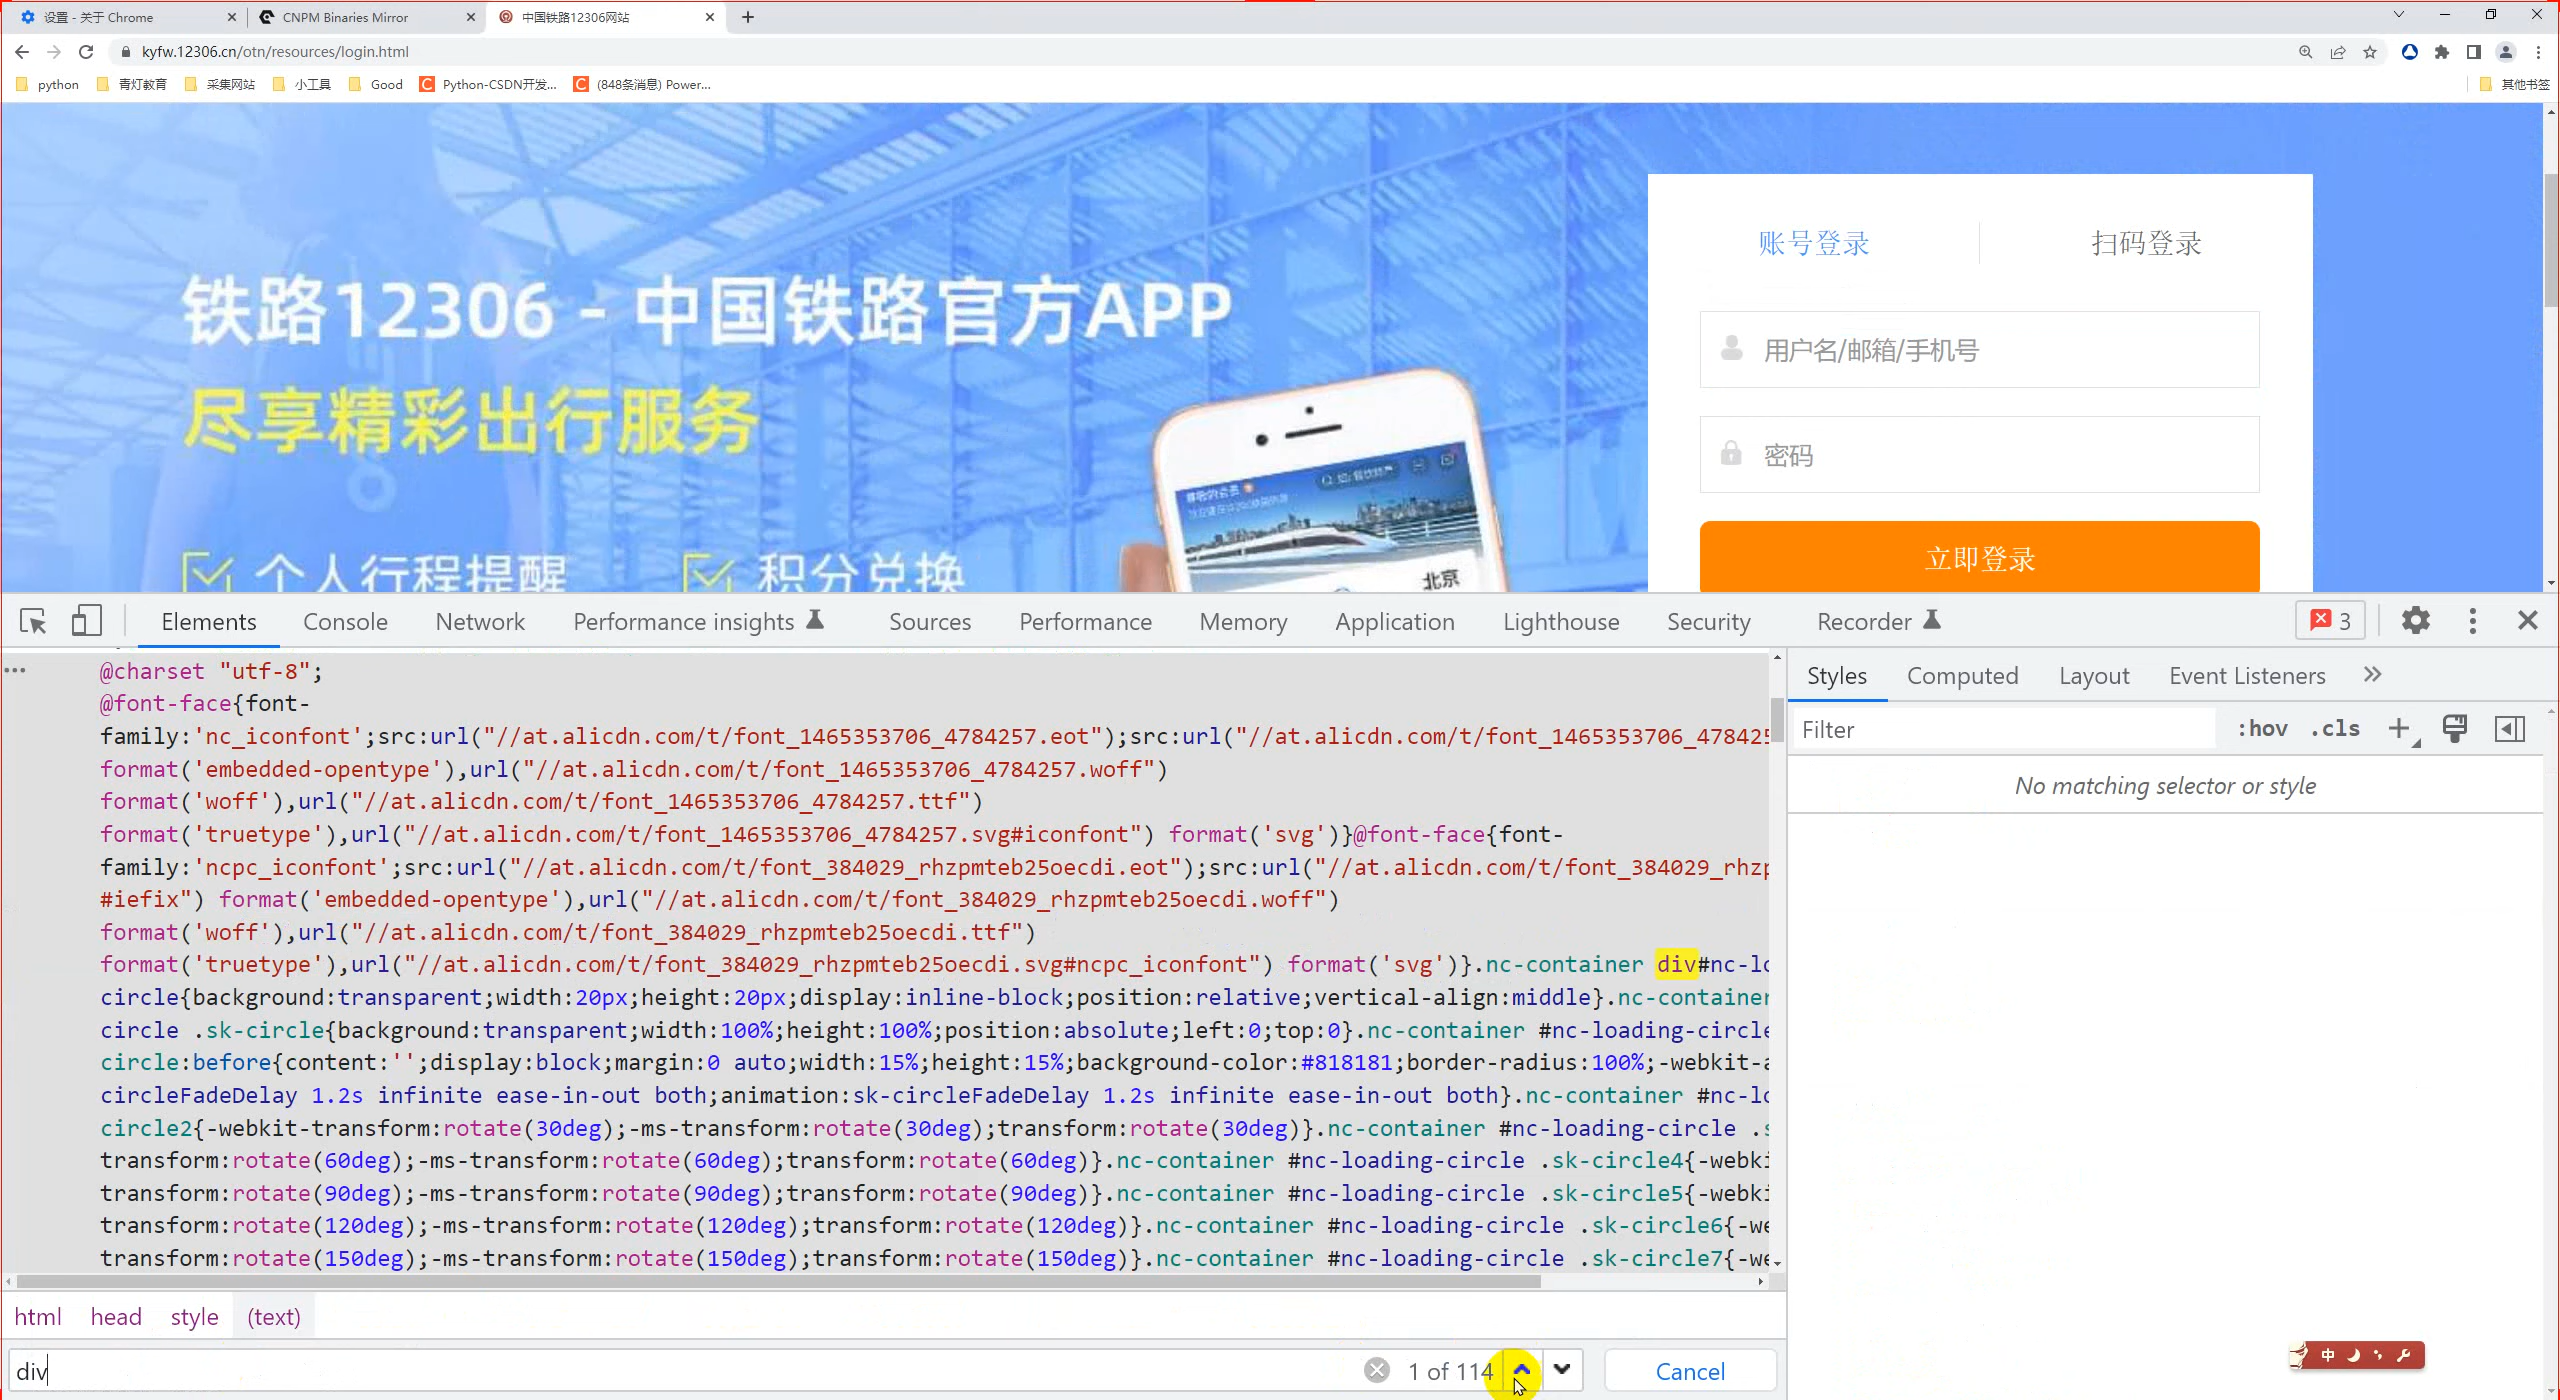 设置 - 关于 Chrome
CNPM Binaries Mirror
中国铁路12306网站
kyfw.12306.cn/otn/resources/login.html
python
青灯教育
采集网站
小工具
Good
Python-CSDN开发...
(848条消息) Power...
其他书签
铁路12306 - 中国铁路官方APP
尽享精彩出行服务
个人行程提醒
积分兑换
北京
账号登录
扫码登录
用户名/邮箱/手机号
密码
立即登录
Elements
Console
Network
Performance insights
Sources
Performance
Memory
Application
Lighthouse
Security
Recorder
3
@charset "utf-8";
@font-face{font-
family:'nc_iconfont';src:url("//at.alicdn.com/t/font_1465353706_4784257.eot");src:url("//at.alicdn.com/t/font_1465353706_478425
format('embedded-opentype'),url("//at.alicdn.com/t/font_1465353706_4784257.woff")
format('woff'),url("//at.alicdn.com/t/font_1465353706_4784257.ttf")
format('truetype'),url("//at.alicdn.com/t/font_1465353706_4784257.svg#iconfont") format('svg')}@font-face{font-
family:'ncpc_iconfont';src:url("//at.alicdn.com/t/font_384029_rhzpmteb25oecdi.eot");src:url("//at.alicdn.com/t/font_384029_rhzp
#iefix") format('embedded-opentype'),url("//at.alicdn.com/t/font_384029_rhzpmteb25oecdi.woff")
format('woff'),url("//at.alicdn.com/t/font_384029_rhzpmteb25oecdi.ttf")
format('truetype'),url("//at.alicdn.com/t/font_384029_rhzpmteb25oecdi.svg#ncpc_iconfont") format('svg')}.nc-container div#nc-lo
circle{background:transparent;width:20px;height:20px;display:inline-block;position:relative;vertical-align:middle}.nc-container
circle .sk-circle{background:transparent;width:100%;height:100%;position:absolute;left:0;top:0}.nc-container #nc-loading-circle
circle:before{content:'';display:block;margin:0 auto;width:15%;height:15%;background-color:#818181;border-radius:100%;-webkit-a
circleFadeDelay 1.2s infinite ease-in-out both;animation:sk-circleFadeDelay 1.2s infinite ease-in-out both}.nc-container #nc-lo
circle2{-webkit-transform:rotate(30deg);-ms-transform:rotate(30deg);transform:rotate(30deg)}.nc-container #nc-loading-circle .s
transform:rotate(60deg);-ms-transform:rotate(60deg);transform:rotate(60deg)}.nc-container #nc-loading-circle .sk-circle4{-webki
transform:rotate(90deg);-ms-transform:rotate(90deg);transform:rotate(90deg)}.nc-container #nc-loading-circle .sk-circle5{-webki
transform:rotate(120deg);-ms-transform:rotate(120deg);transform:rotate(120deg)}.nc-container #nc-loading-circle .sk-circle6{-we
transform:rotate(150deg);-ms-transform:rotate(150deg);transform:rotate(150deg)}.nc-container #nc-loading-circle .sk-circle7{-we
Styles
Computed
Layout
Event Listeners
Filter
:hov
.cls
No matching selector or style
html
head
style
(text)
div
1 of 114
Cancel
中